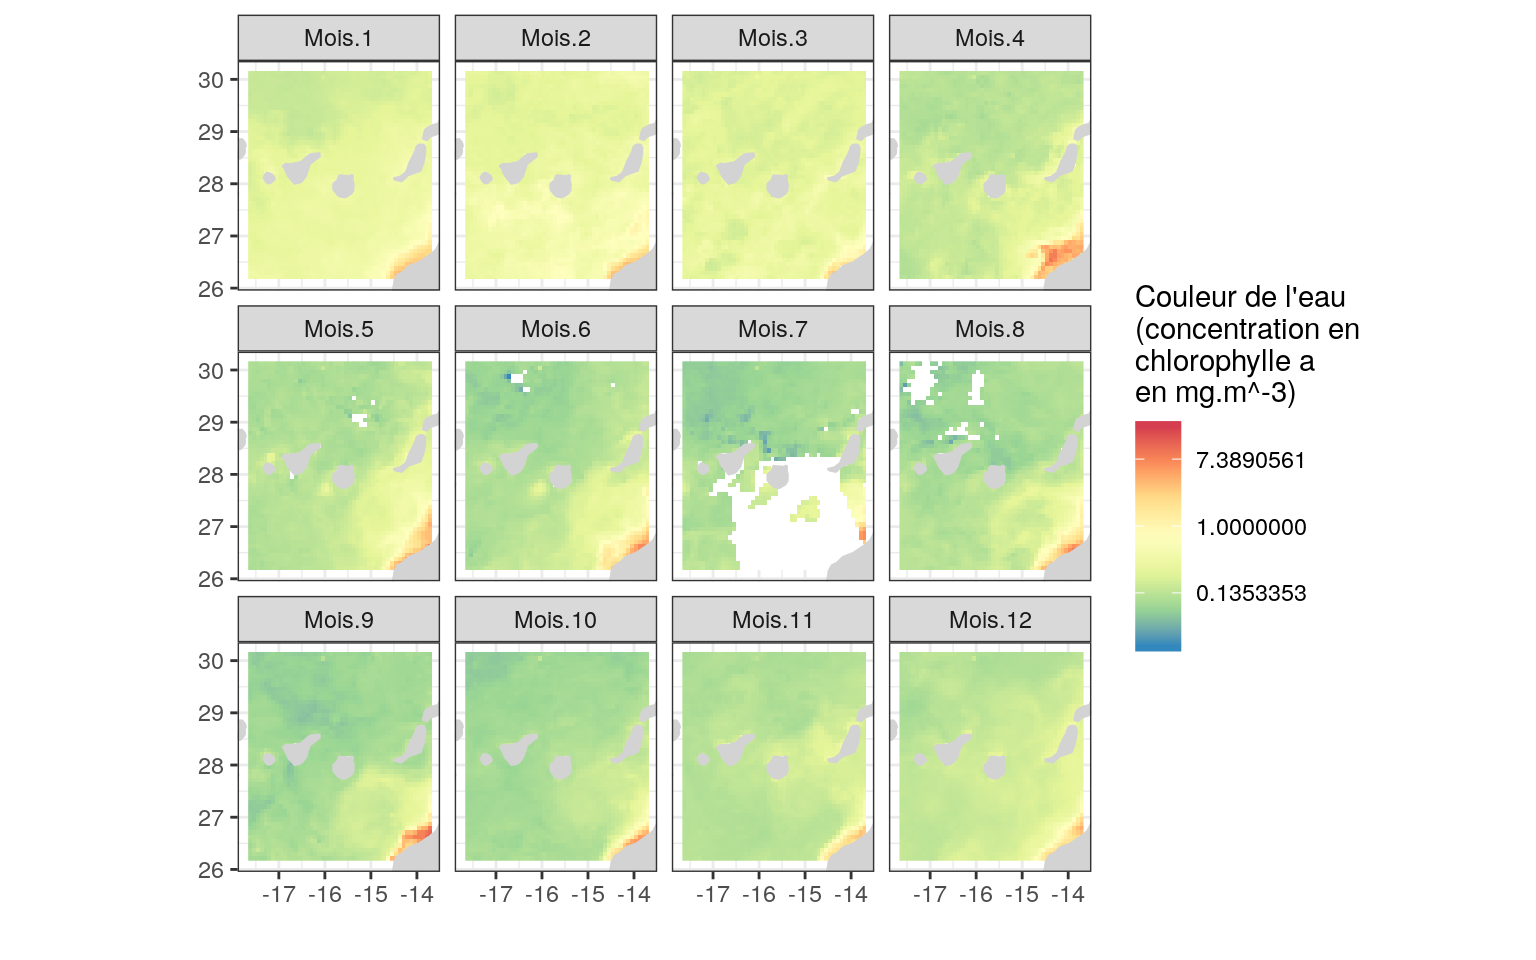 Mois.1 Mois.2 Mois.3 Mois.4
30
29
28
27
26
Mois.5 Mois.6 Mois.7 Mois.8
30
29
28
27
26
Mois.9 Mois.10 Mois.11 Mois.12
30
29
28
27
26
-17 -16 -15 -14 -17 -16 -15 -14 -17 -16 -15 -14 -17 -16 -15 -14
Couleur de l'eau
(concentration en
chlorophylle a
en mg.m^-3)
7.3890561
1.0000000
0.1353353